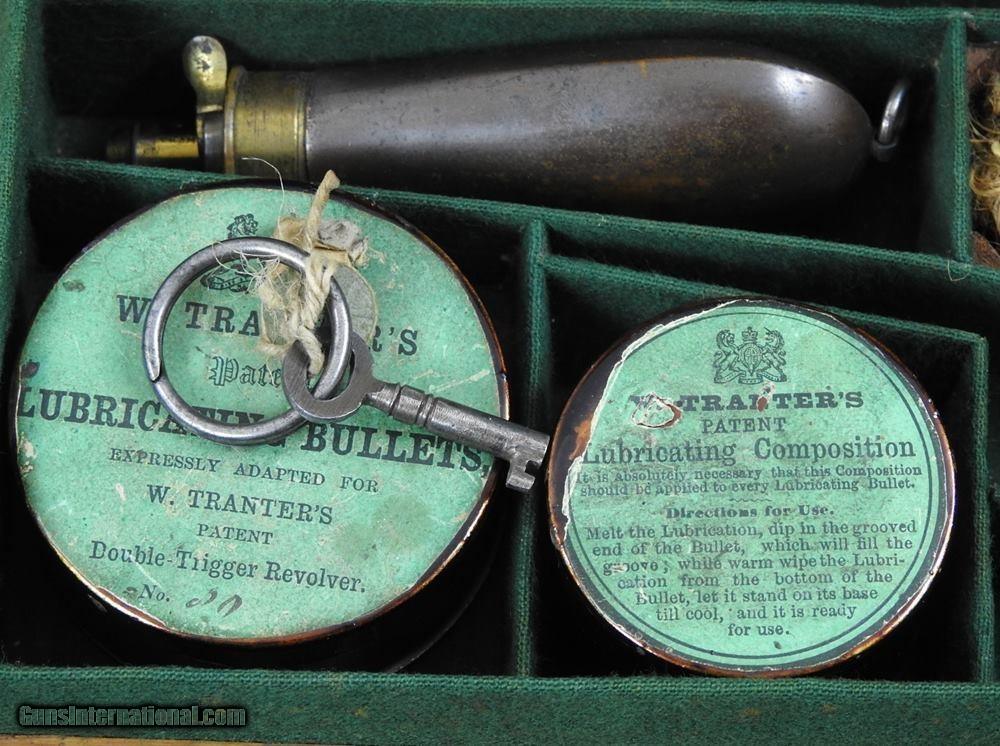 W. TRANTER'S
Patent
LUBRICATING BULLETS,
EXPRESSLY ADAPTED FOR
W. TRANTER'S
PATENT
Double-Trigger Revolver.
No. 30
W. TRANTER'S
PATENT
Lubricating Composition
It is Absolutely necessary that this Composition
should be applied to every Lubricating Bullet.
Directions for Use.
Melt the Lubrication, dip in the grooved
end of the Bullet, which will fill the
groove; while warm wipe the Lubri-
cation from the bottom of the
Bullet, let it stand on its base
till cool, and it is ready
for use.
GunsInternational.com